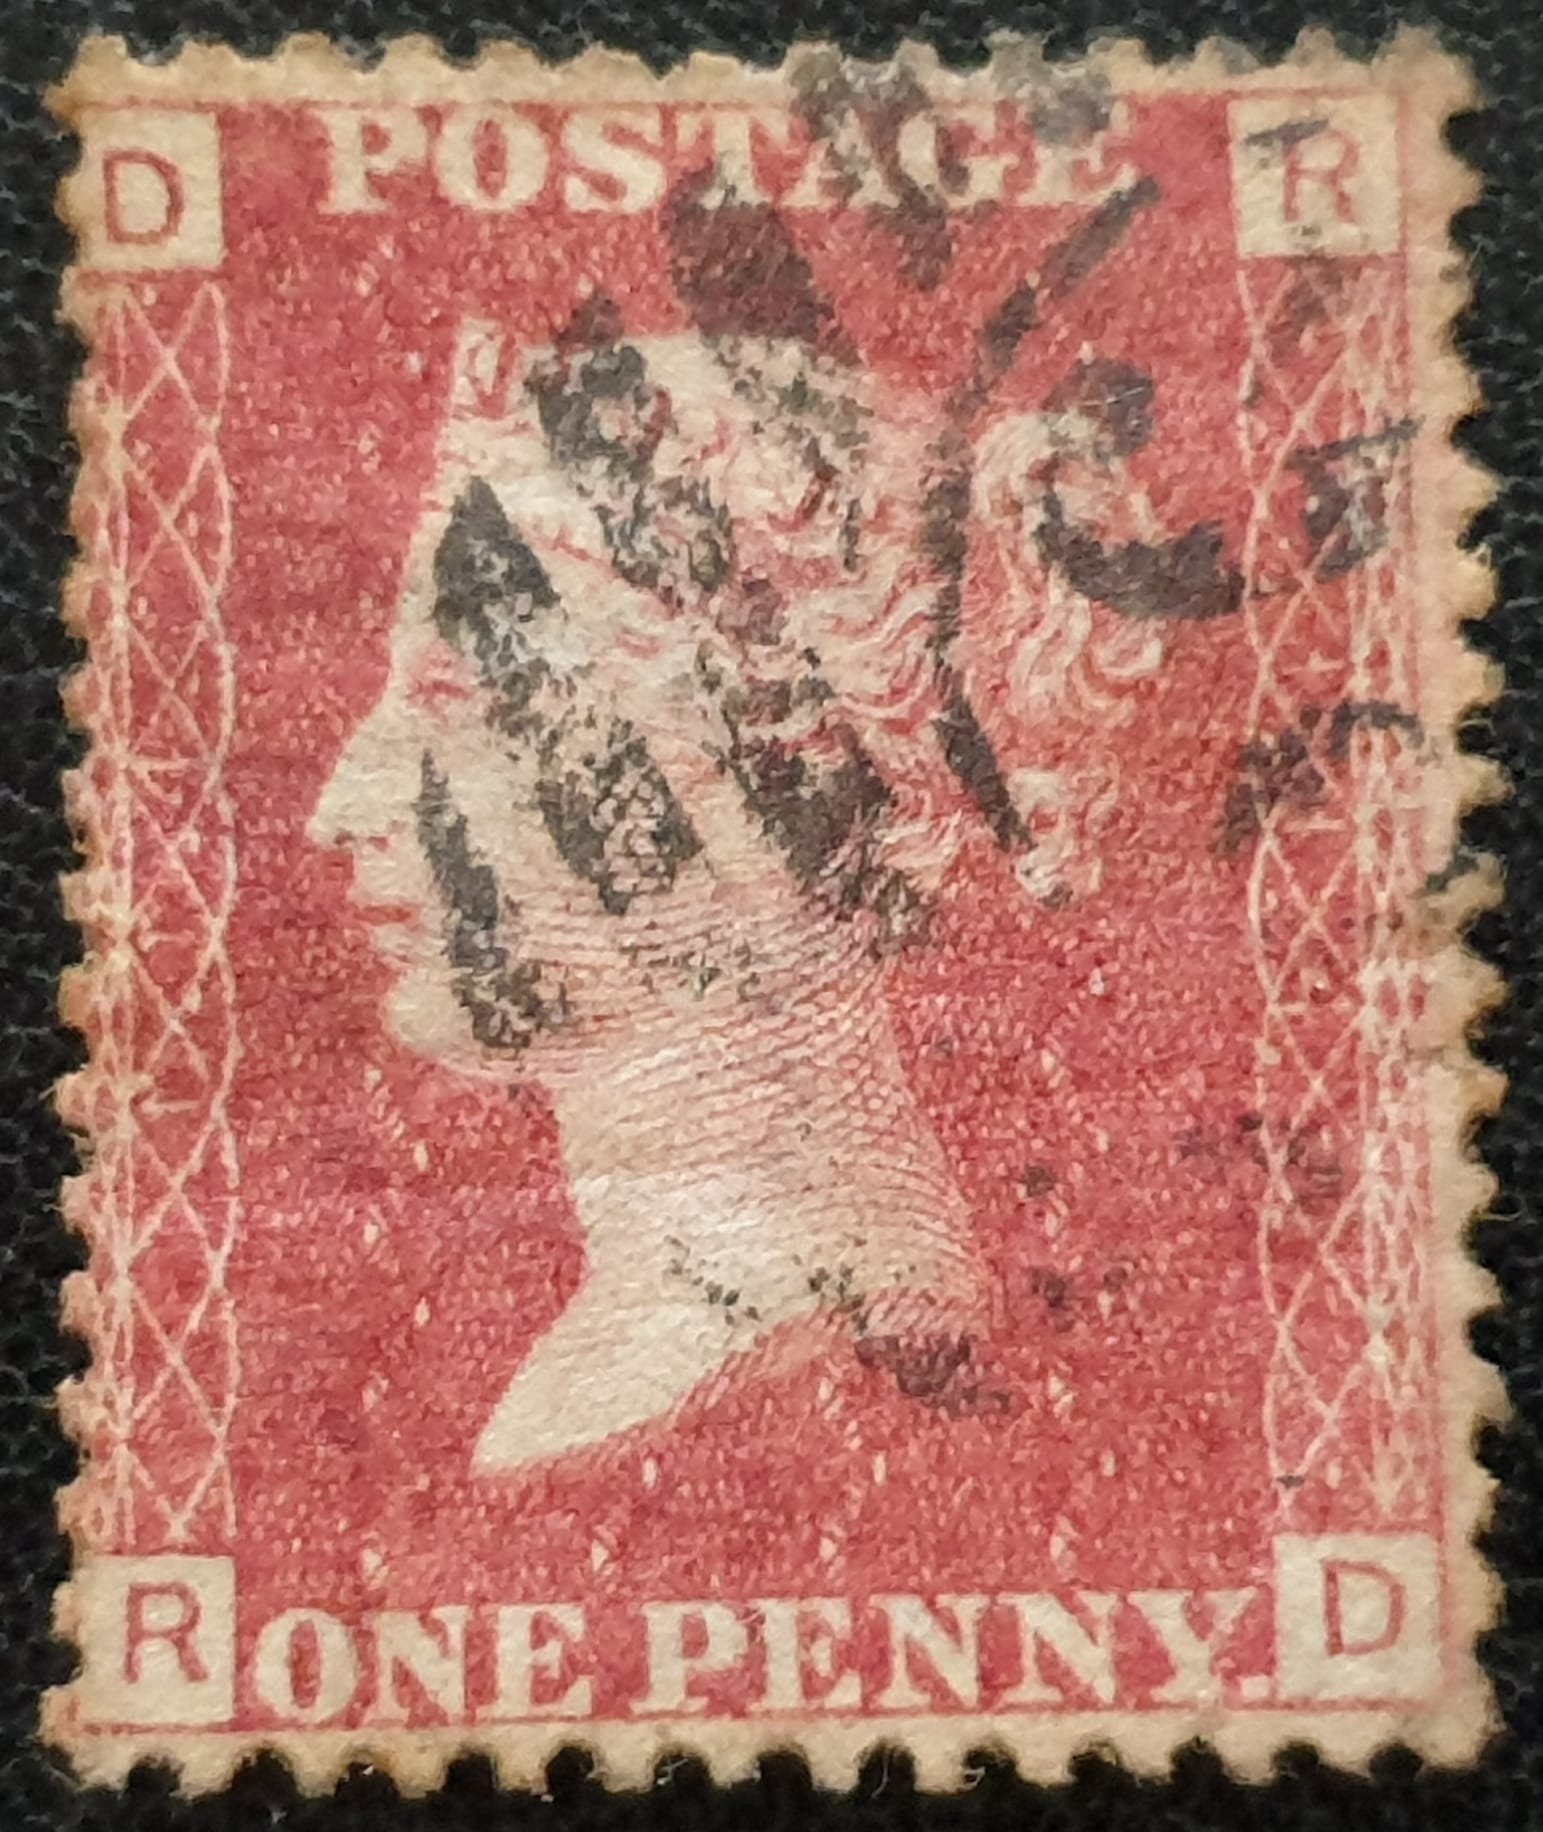 D POSTAGE R
R ONE PENNY. D